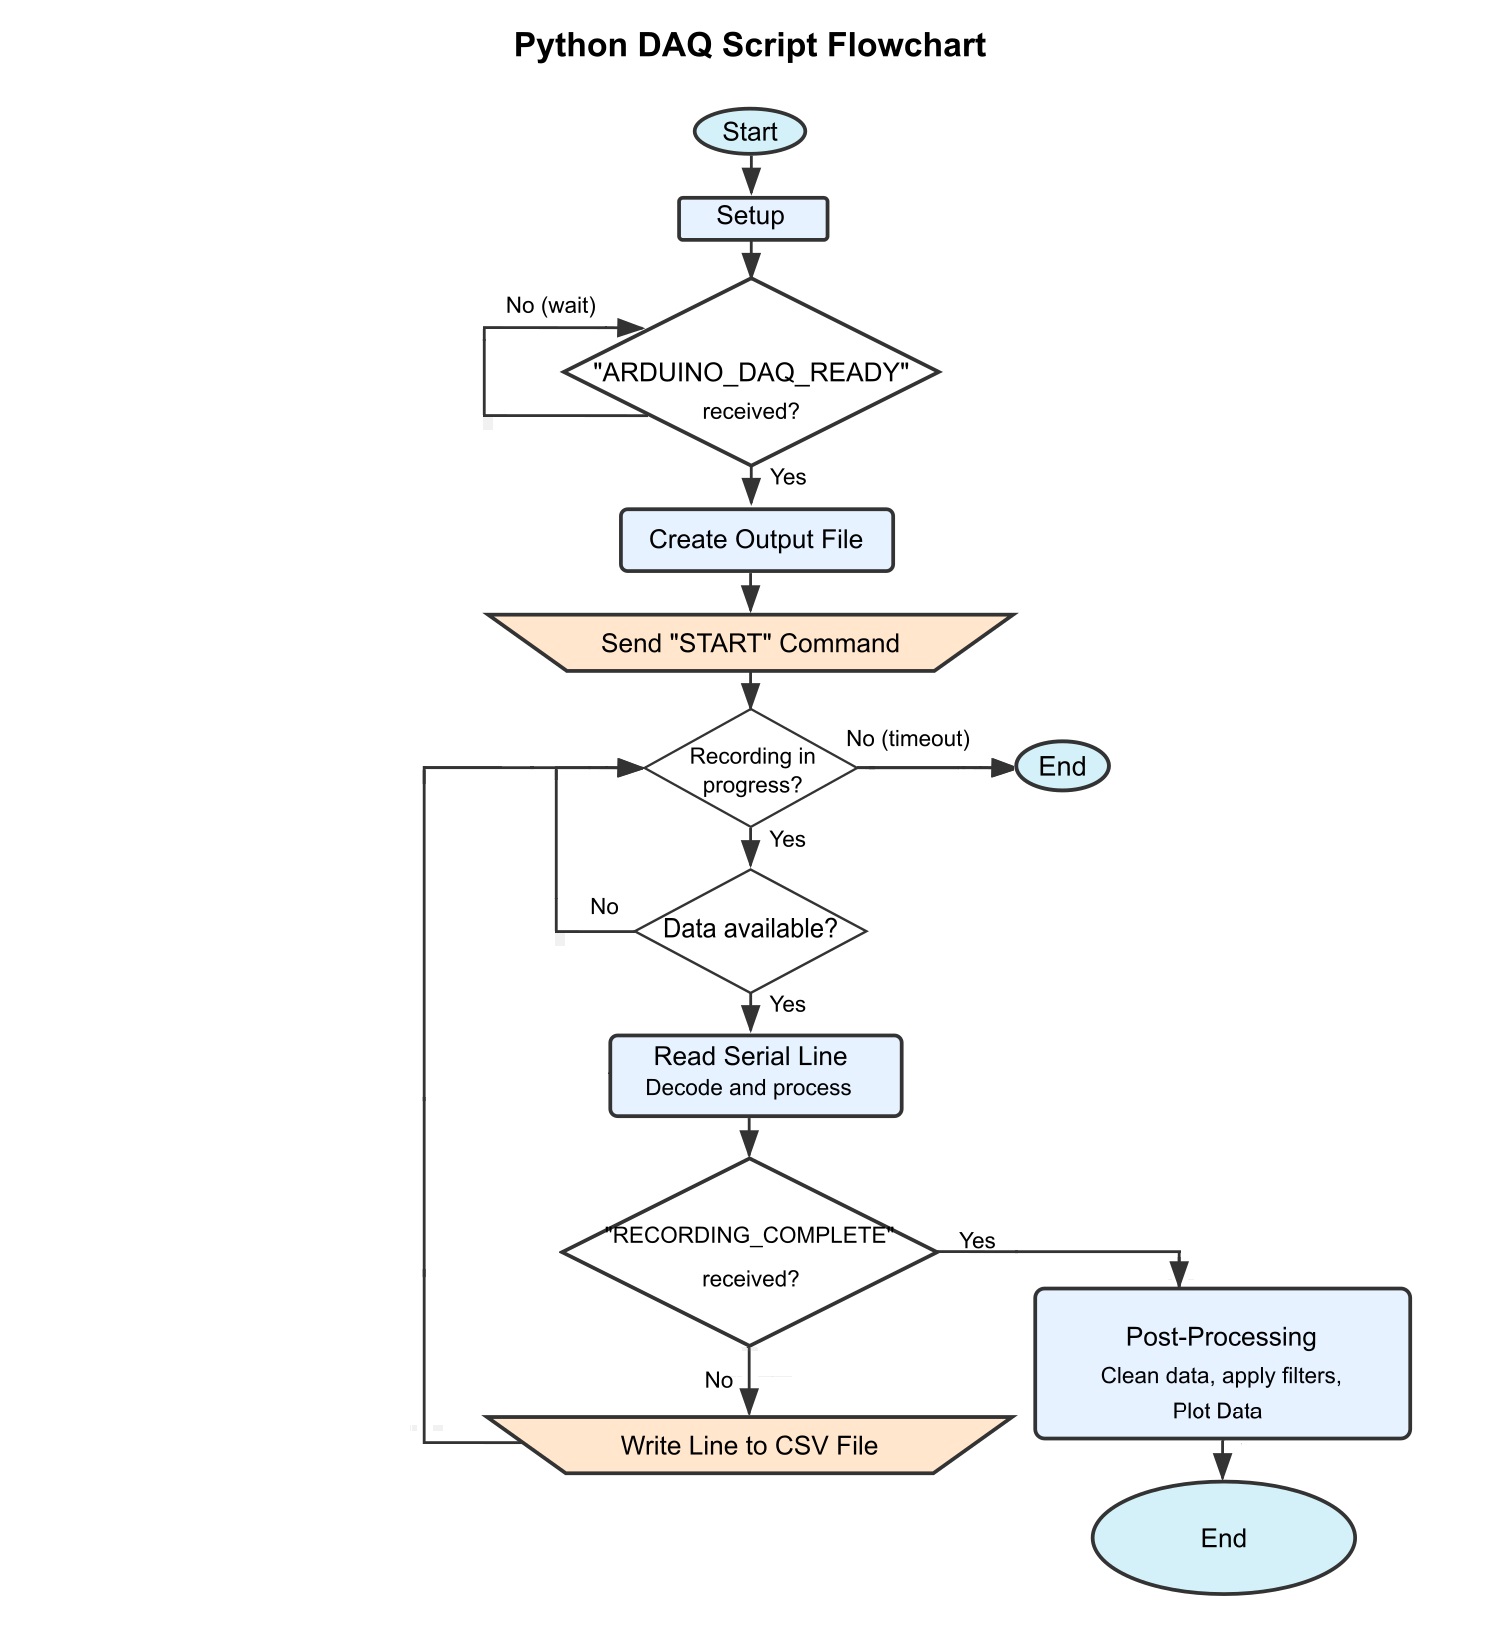 Python DAQ Script Flowchart
Start
Setup
No (wait)
"ARDUINO_DAQ_READY"
received?
Yes
Create Output File
Send "START" Command
Recording in
progress?
No (timeout)
End
Yes
Data available?
No
Yes
Read Serial Line
Decode and process
"RECORDING_COMPLETE"
received?
Yes
No
Post-Processing
Clean data, apply filters,
Plot Data
Write Line to CSV File
End